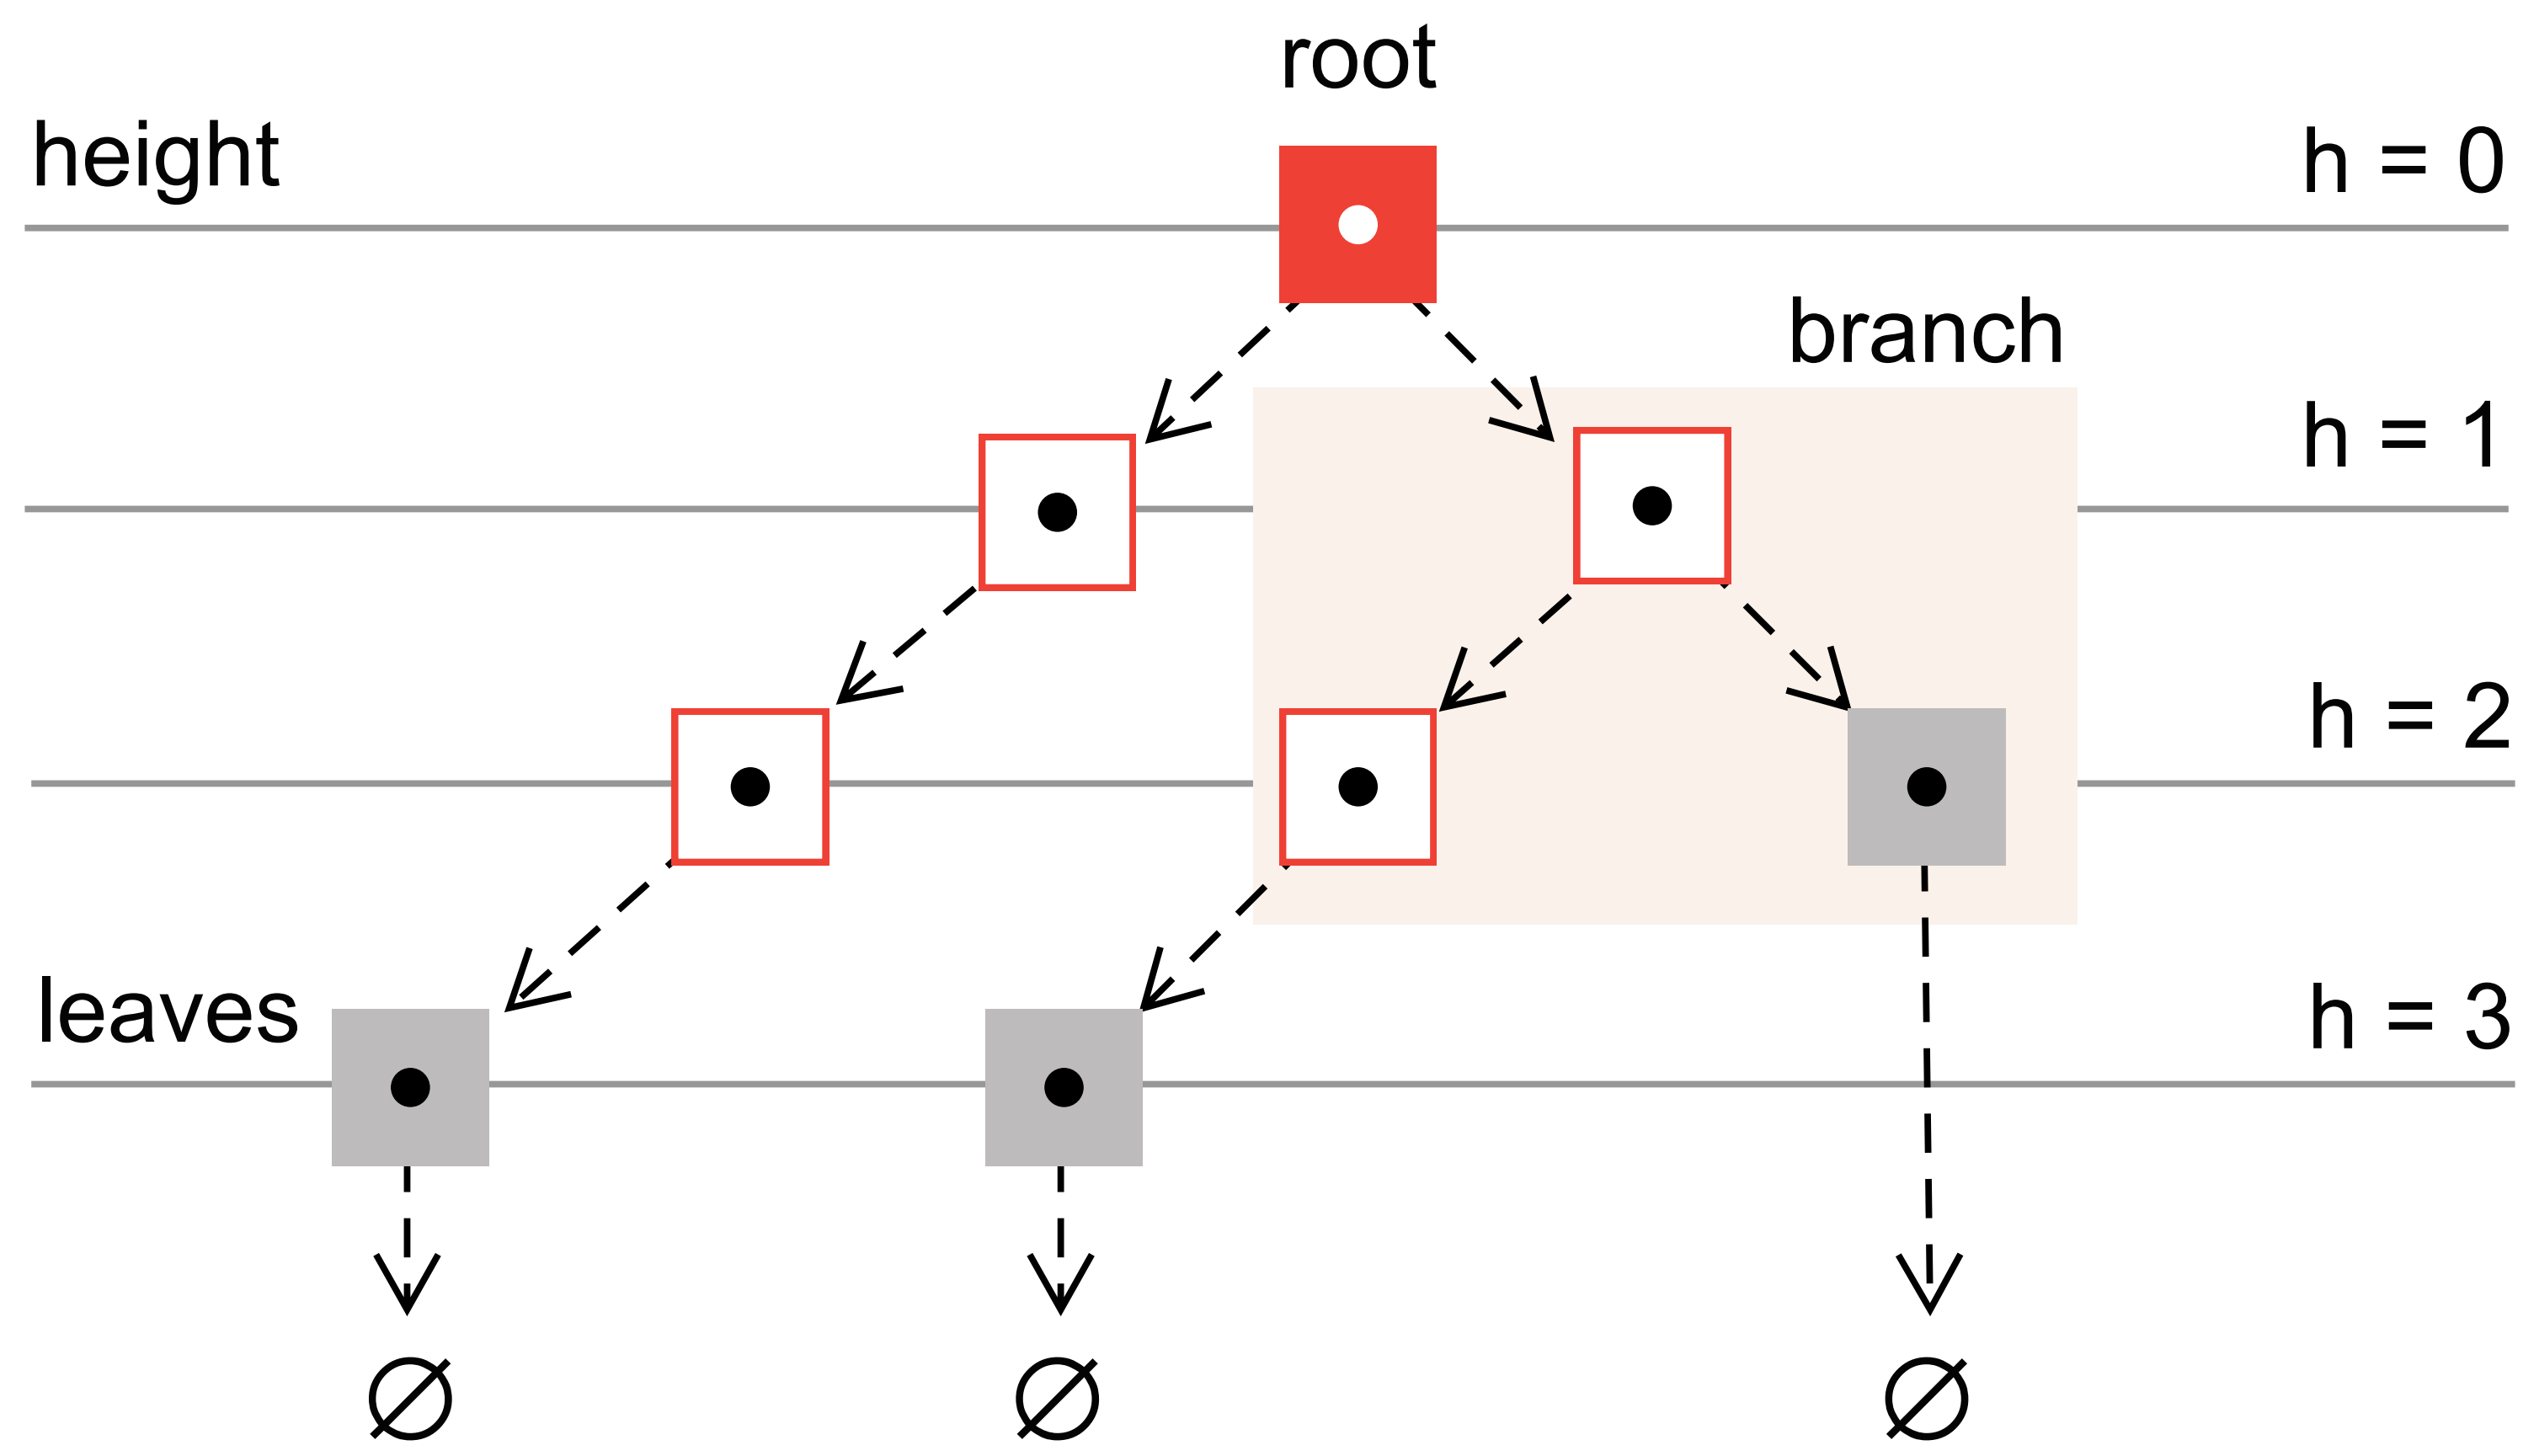 root
height
h = 0
branch
h = 1
h = 2
leaves
h = 3
∅ ∅ ∅